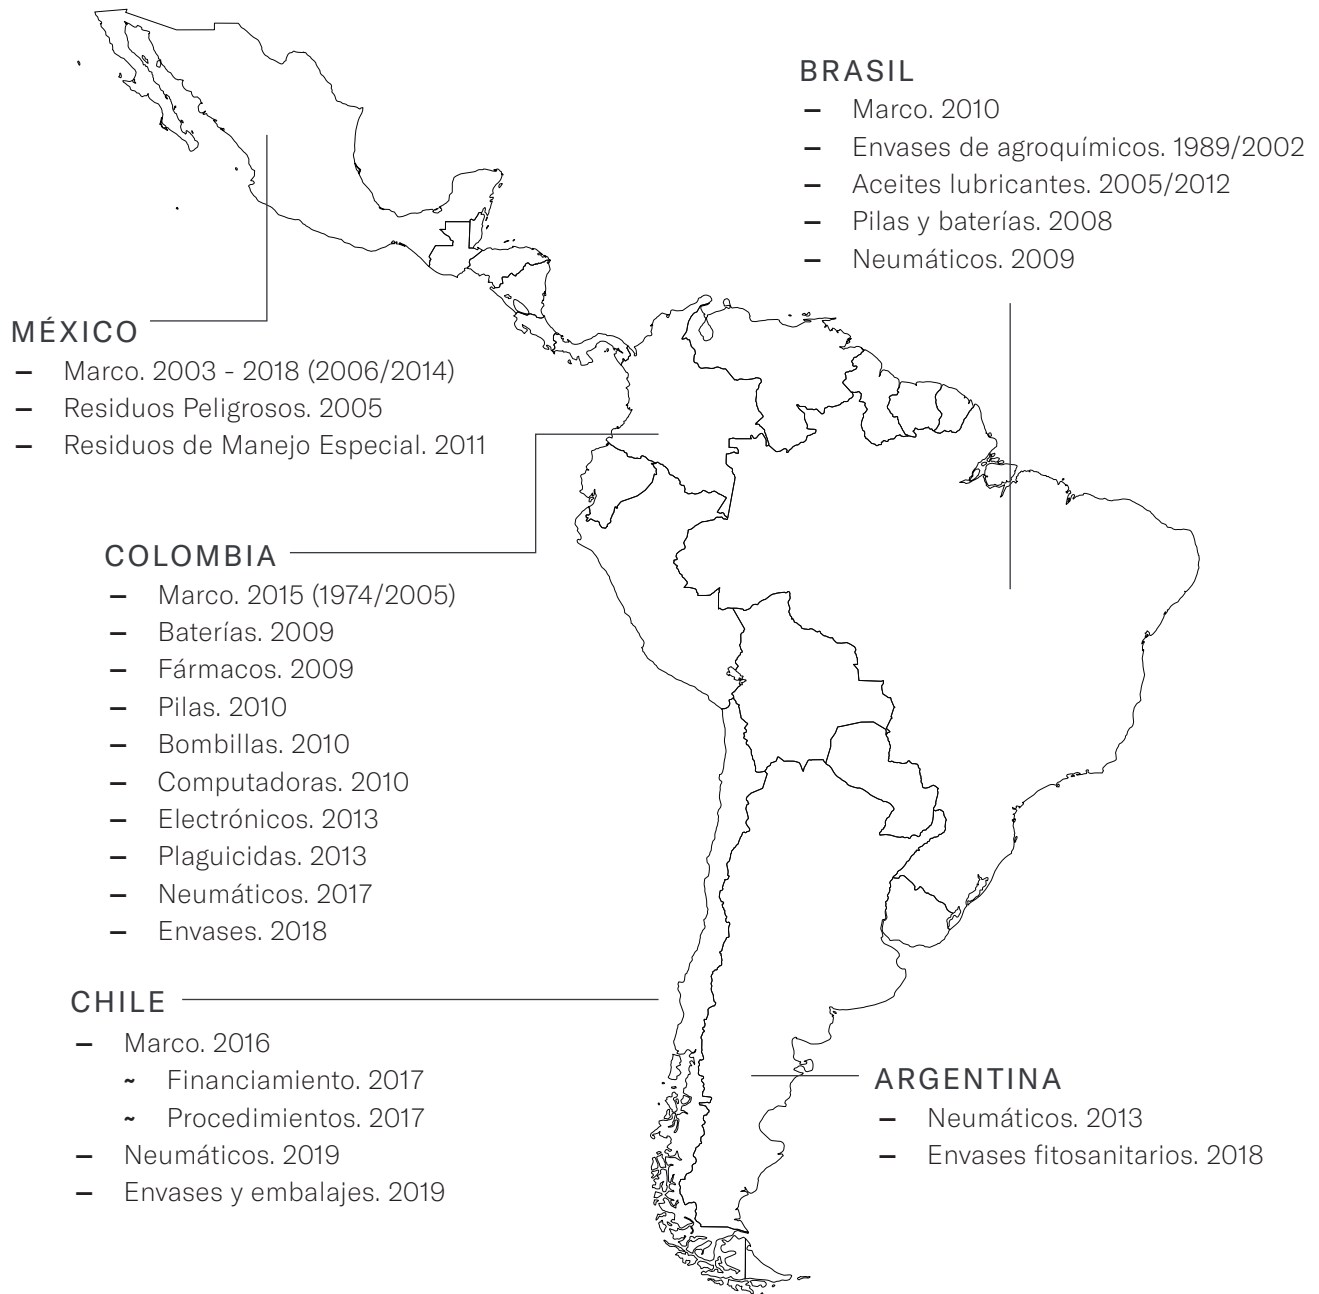 BRASIL
– Marco. 2010
– Envases de agroquímicos. 1989/2002
– Aceites lubricantes. 2005/2012
– Pilas y baterías. 2008
– Neumáticos. 2009
MÉXICO
– Marco. 2003 - 2018 (2006/2014)
– Residuos Peligrosos. 2005
– Residuos de Manejo Especial. 2011
COLOMBIA
– Marco. 2015 (1974/2005)
– Baterías. 2009
– Fármacos. 2009
– Pilas. 2010
– Bombillas. 2010
– Computadoras. 2010
– Electrónicos. 2013
– Plaguicidas. 2013
– Neumáticos. 2017
– Envases. 2018
CHILE
– Marco. 2016
~ Financiamiento. 2017
~ Procedimientos. 2017
– Neumáticos. 2019
– Envases y embalajes. 2019
ARGENTINA
– Neumáticos. 2013
– Envases fitosanitarios. 2018